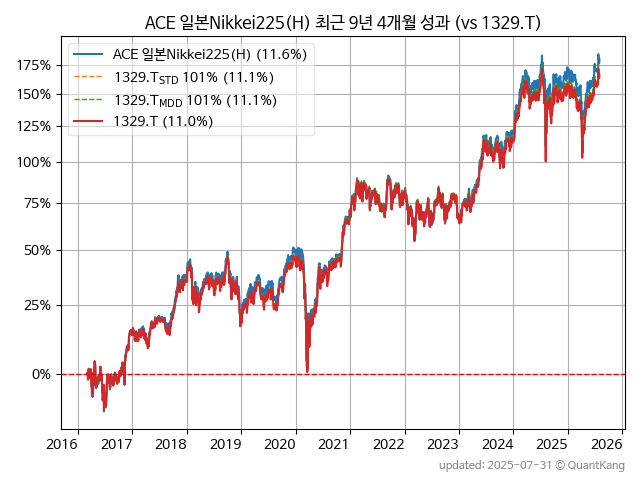 ACE 일본Nikkei225(H) 최근 9년 4개월 성과 (vs 1329.T)
ACE 일본Nikkei225(H) (11.6%)
1329.T_STD 101% (11.1%)
1329.T_MDD 101% (11.1%)
1329.T (11.0%)
175%
150%
125%
100%
75%
50%
25%
0%
2016 2017 2018 2019 2020 2021 2022 2023 2024 2025 2026
updated: 2025-07-31 © QuantKang